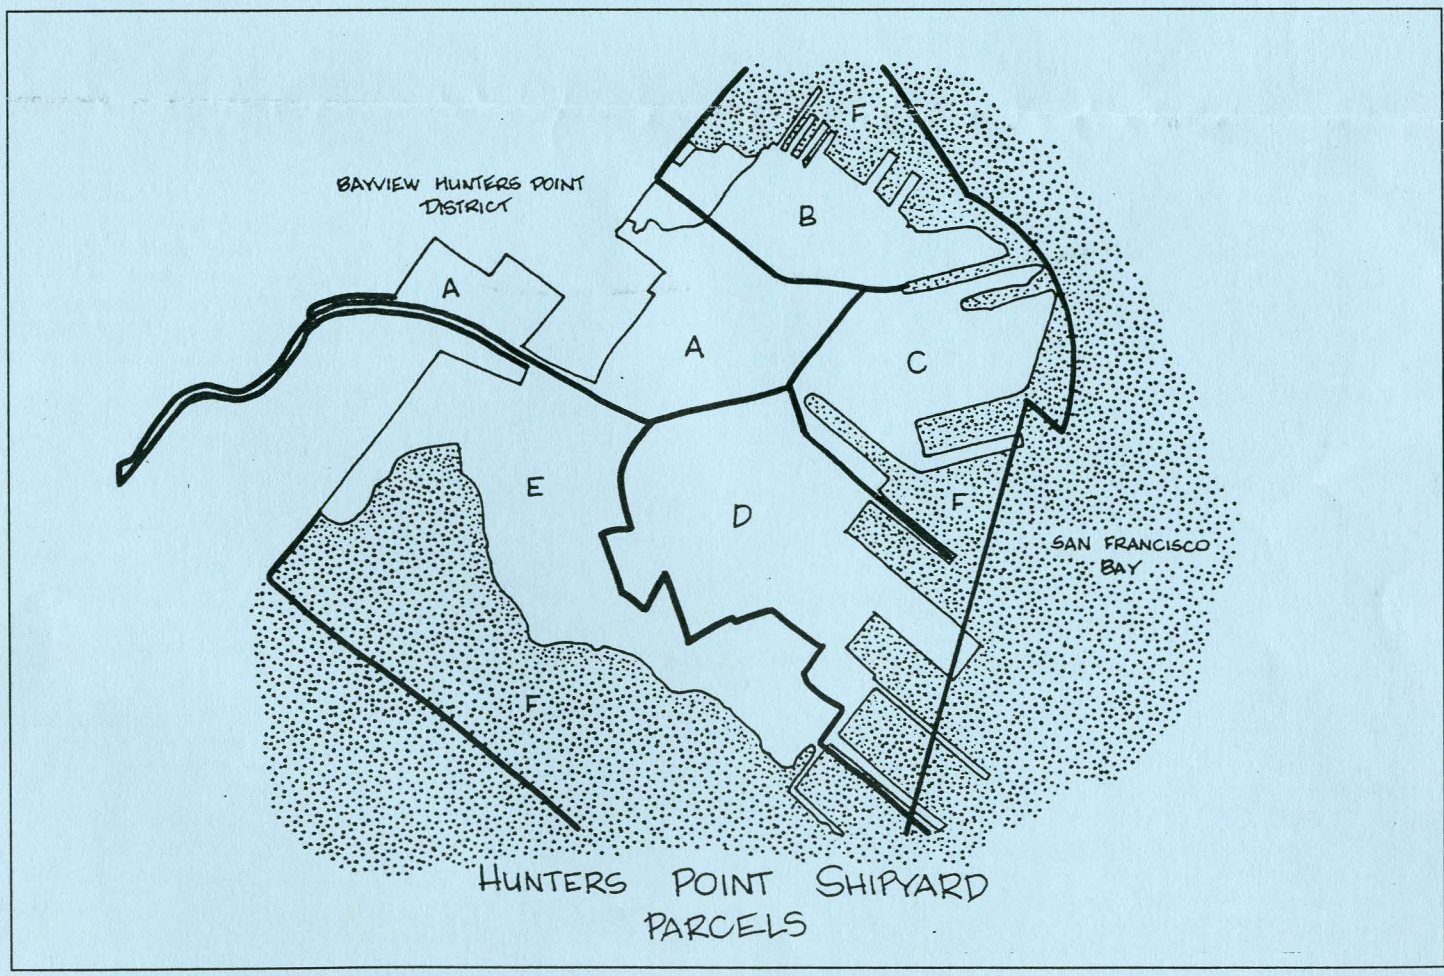 F
BAYVIEW HUNTERS POINT
DISTRICT
B
A
A
C
E
D
F
SAN FRANCISCO
BAY
F
HUNTERS POINT SHIPYARD
PARCELS